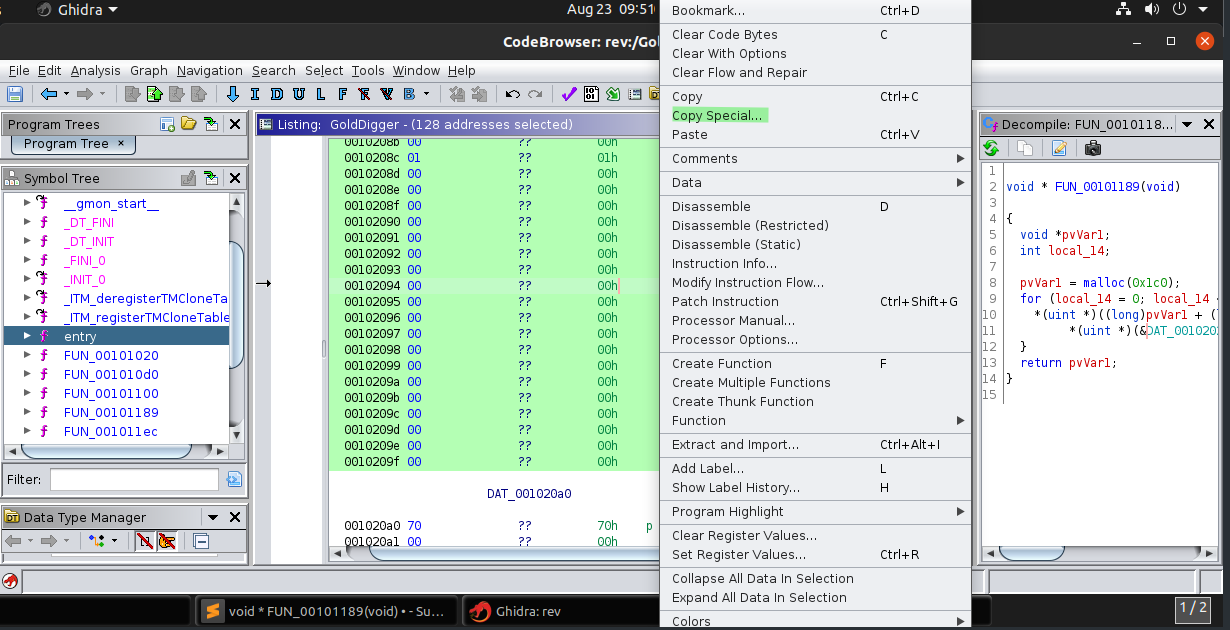 Ghidra
Aug 23 09:51
CodeBrowser: rev:/Gol
File Edit Analysis Graph Navigation Search Select Tools Window Help
I D U L F F V B
Program Trees
Program Tree ×
Symbol Tree
__gmon_start__
_DT_FINI
_DT_INIT
_FINI_0
_INIT_0
_ITM_deregisterTMCloneTa
_ITM_registerTMCloneTable
entry
FUN_00101020
FUN_001010d0
FUN_00101100
FUN_00101189
FUN_001011ec
Filter:
Data Type Manager
Listing: GoldDigger - (128 addresses selected)
0010208b 00 ?? 00h
0010208c 01 ?? 01h
0010208d 00 ?? 00h
0010208e 00 ?? 00h
0010208f 00 ?? 00h
00102090 00 ?? 00h
00102091 00 ?? 00h
00102092 00 ?? 00h
00102093 00 ?? 00h
00102094 00 ?? 00h
00102095 00 ?? 00h
00102096 00 ?? 00h
00102097 00 ?? 00h
00102098 00 ?? 00h
00102099 00 ?? 00h
0010209a 00 ?? 00h
0010209b 00 ?? 00h
0010209c 00 ?? 00h
0010209d 00 ?? 00h
0010209e 00 ?? 00h
0010209f 00 ?? 00h
DAT_001020a0
001020a0 70 ?? 70h p
001020a1 00 ?? 00h
Bookmark... Ctrl+D
Clear Code Bytes C
Clear With Options
Clear Flow and Repair
Copy Ctrl+C
Copy Special...
Paste Ctrl+V
Comments
Data
Disassemble D
Disassemble (Restricted)
Disassemble (Static)
Instruction Info...
Modify Instruction Flow...
Patch Instruction Ctrl+Shift+G
Processor Manual...
Processor Options...
Create Function F
Create Multiple Functions
Create Thunk Function
Function
Extract and Import... Ctrl+Alt+I
Add Label... L
Show Label History... H
Program Highlight
Clear Register Values...
Set Register Values... Ctrl+R
Collapse All Data In Selection
Expand All Data In Selection
Colors
Decompile: FUN_0010118...
1
2 void * FUN_00101189(void)
3
4 {
5 void *pvVar1;
6 int local_14;
7
8 pvVar1 = malloc(0x1c0);
9 for (local_14 = 0; local_14
10 *(uint *)((long)pvVar1 + (
11 *(uint *)(&DAT_0010202
12 }
13 return pvVar1;
14 }
15
void * FUN_00101189(void) • - Su...
Ghidra: rev
1 / 2